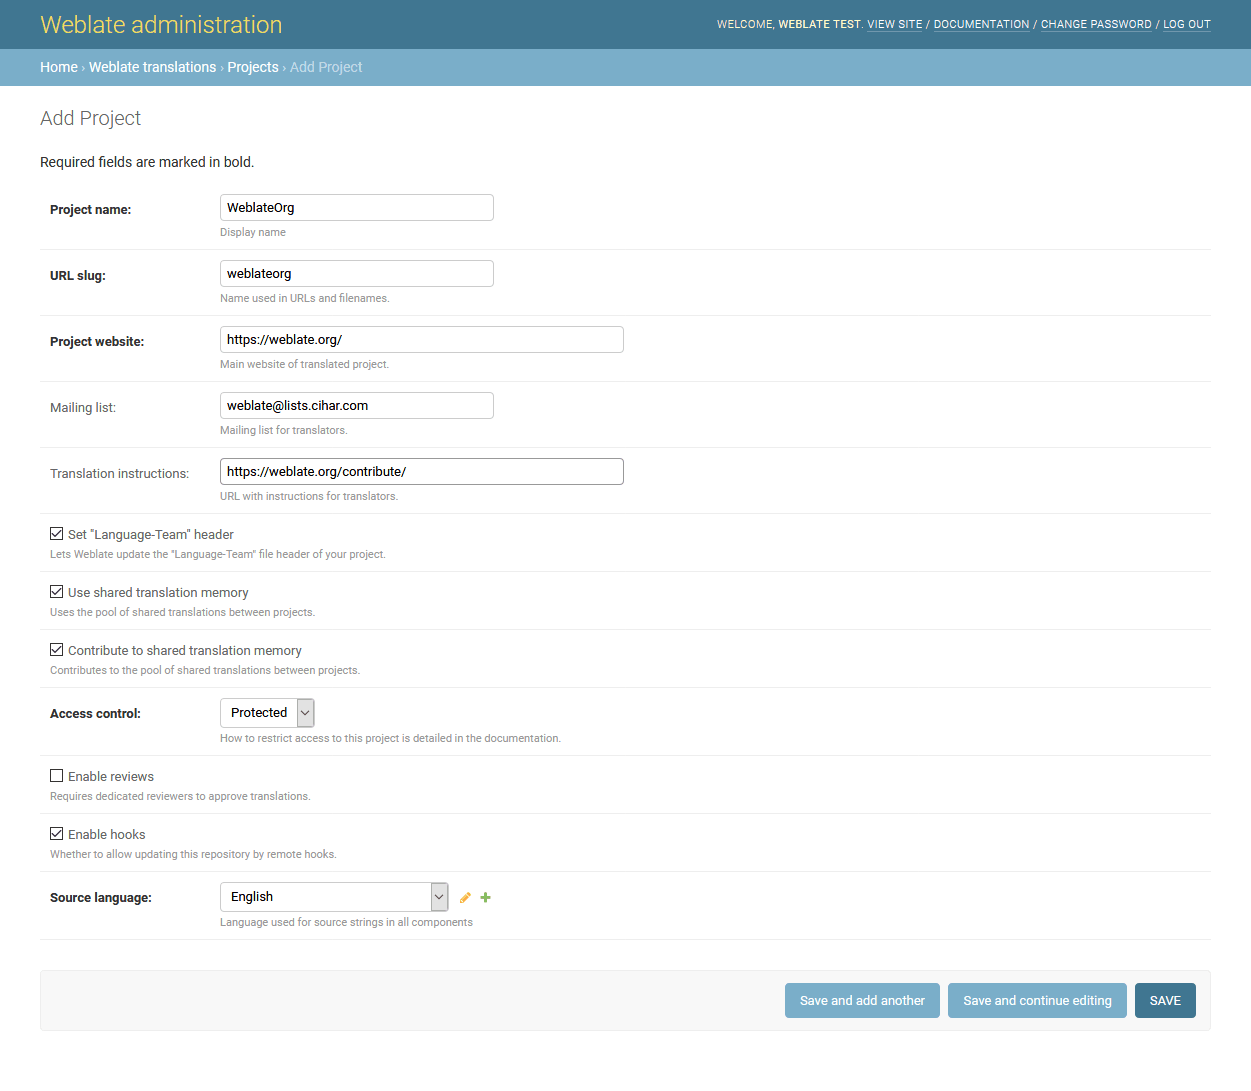 Weblate administration
WELCOME, WEBLATE TEST. VIEW SITE / DOCUMENTATION / CHANGE PASSWORD / LOG OUT
Home › Weblate translations › Projects › Add Project
Add Project
Required fields are marked in bold.
Project name:
WeblateOrg
Display name
URL slug:
weblateorg
Name used in URLs and filenames.
Project website:
https://weblate.org/
Main website of translated project.
Mailing list:
weblate@lists.cihar.com
Mailing list for translators.
Translation instructions:
https://weblate.org/contribute/
URL with instructions for translators.
Set "Language-Team" header
Lets Weblate update the "Language-Team" file header of your project.
Use shared translation memory
Uses the pool of shared translations between projects.
Contribute to shared translation memory
Contributes to the pool of shared translations between projects.
Access control:
Protected
How to restrict access to this project is detailed in the documentation.
Enable reviews
Requires dedicated reviewers to approve translations.
Enable hooks
Whether to allow updating this repository by remote hooks.
Source language:
English
Language used for source strings in all components
Save and add another
Save and continue editing
SAVE